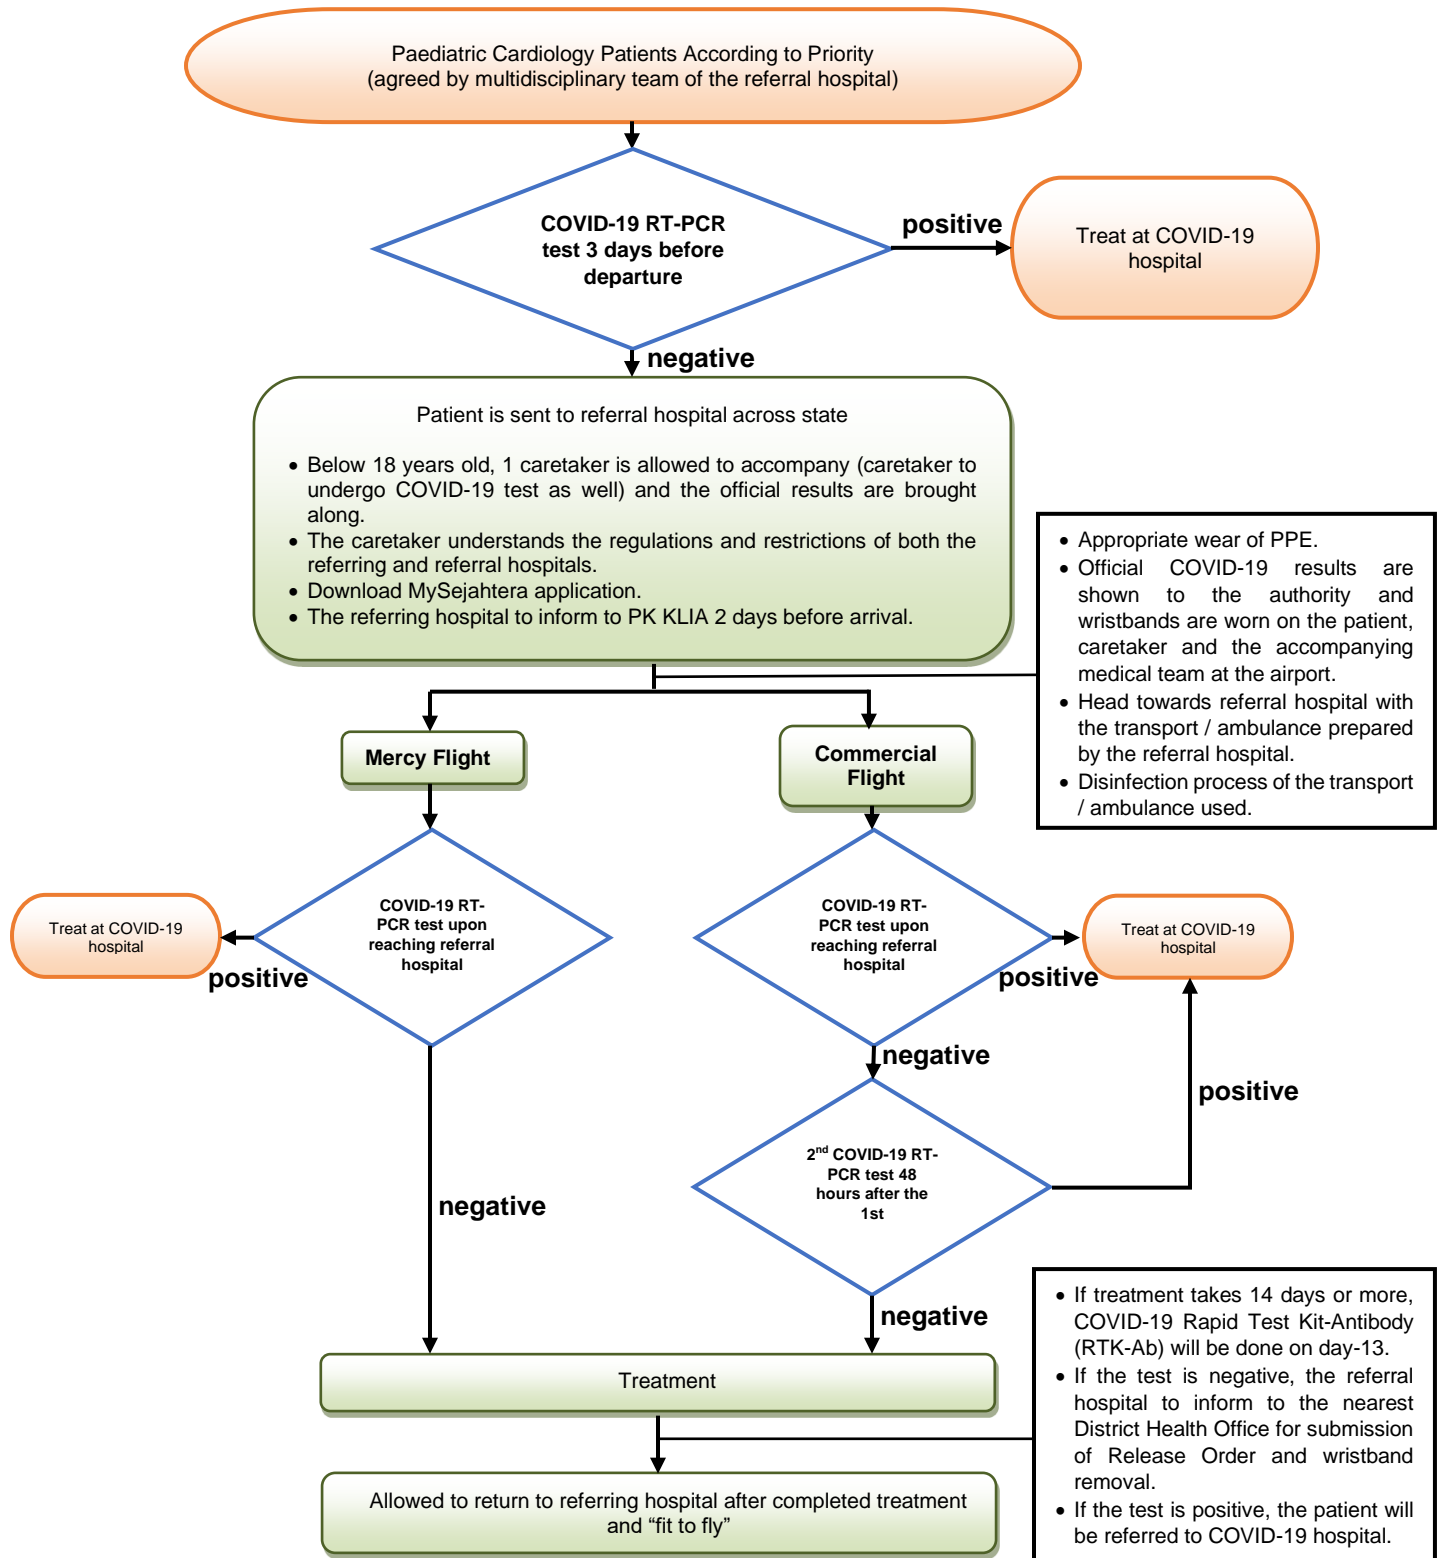 Paediatric Cardiology Patients According to Priority
(agreed by multidisciplinary team of the referral hospital)
COVID-19 RT-PCR
test 3 days before
departure
positive
Treat at COVID-19
hospital
negative
Patient is sent to referral hospital across state
• Below 18 years old, 1 caretaker is allowed to accompany (caretaker to
undergo COVID-19 test as well) and the official results are brought
along.
• The caretaker understands the regulations and restrictions of both the
referring and referral hospitals.
• Download MySejahtera application.
• The referring hospital to inform to PK KLIA 2 days before arrival.
• Appropriate wear of PPE.
• Official COVID-19 results are
shown to the authority and
wristbands are worn on the patient,
caretaker and the accompanying
medical team at the airport.
• Head towards referral hospital with
the transport / ambulance prepared
by the referral hospital.
• Disinfection process of the transport
/ ambulance used.
Mercy Flight
Commercial
Flight
COVID-19 RT-
PCR test upon
reaching referral
hospital
Treat at COVID-19
hospital
positive
COVID-19 RT-
PCR test upon
reaching referral
hospital
Treat at COVID-19
hospital
positive
negative
2nd COVID-19 RT-
PCR test 48
hours after the
1st
positive
negative
negative
Treatment
• If treatment takes 14 days or more,
COVID-19 Rapid Test Kit-Antibody
(RTK-Ab) will be done on day-13.
• If the test is negative, the referral
hospital to inform to the nearest
District Health Office for submission
of Release Order and wristband
removal.
• If the test is positive, the patient will
be referred to COVID-19 hospital.
Allowed to return to referring hospital after completed treatment
and “fit to fly”